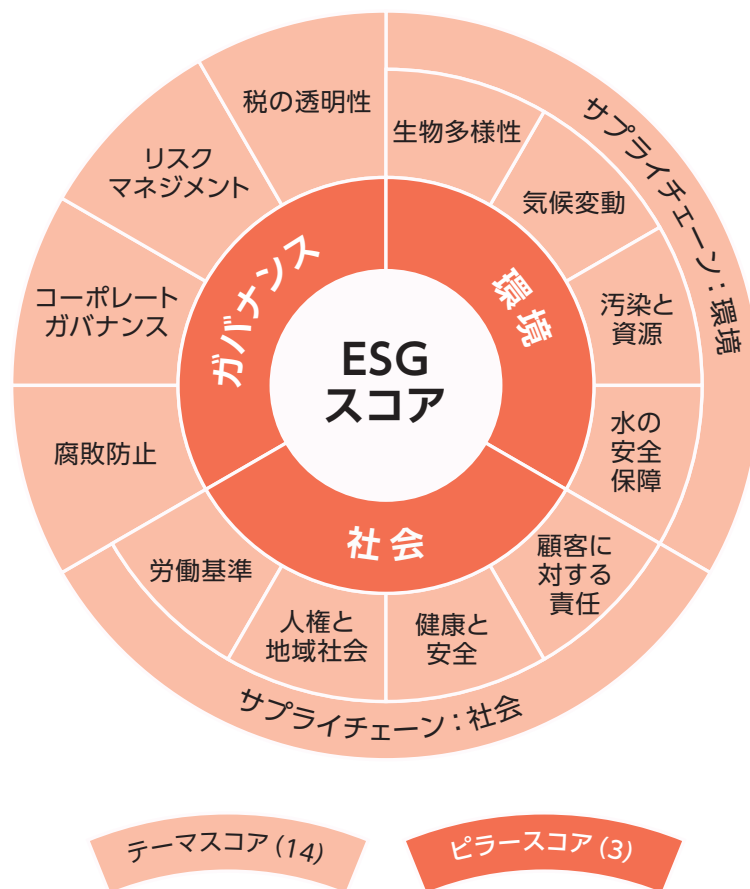 税の透明性
生物多様性
サプライチェーン：環境
リスク
マネジメント
気候変動
コーポレート
ガバナンス
ガバナンス
環境
汚染と
資源
ESG
スコア
腐敗防止
水の
安全
保障
社会
顧客に
対する
責任
労働基準
人権と
地域社会
健康と
安全
サプライチェーン：社会
テーマスコア (14)
ピラースコア (3)